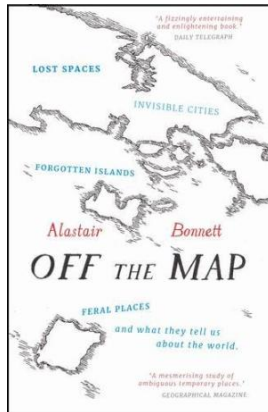 "A fizzingly entertaining
and enlightening book."
DAILY TELEGRAPH
LOST SPACES
INVISIBLE CITIES
FORGOTTEN ISLANDS
Alastair Bonnett
OFF THE MAP
FERAL PLACES
and what they tell us
about the world.
"A mesmerising study of
ambiguous temporary places."
GEOGRAPHICAL MAGAZINE